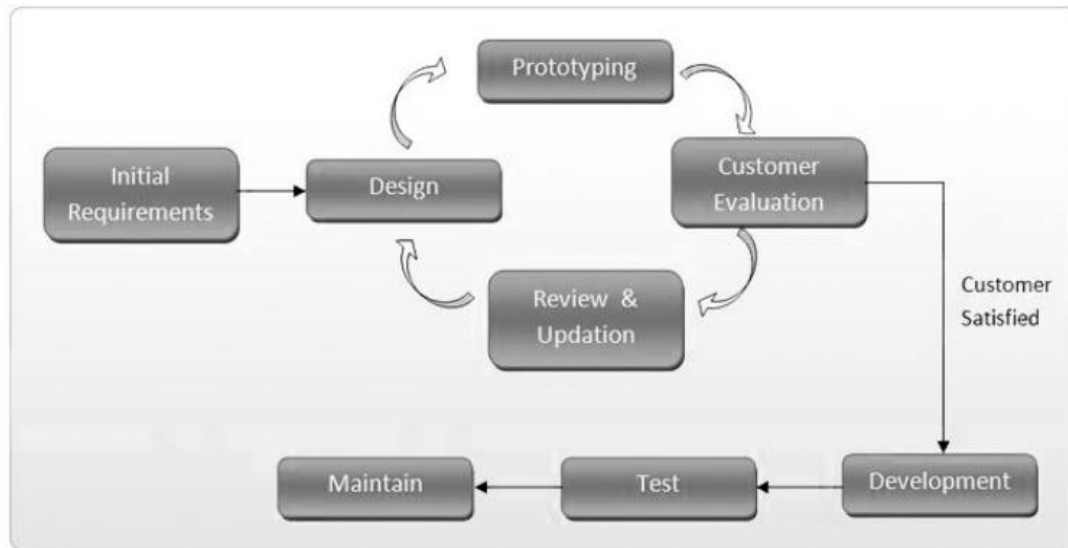 Prototyping
Initial
Requirements
Design
Customer
Evaluation
Review &
Updation
Customer
Satisfied
Maintain
Test
Development